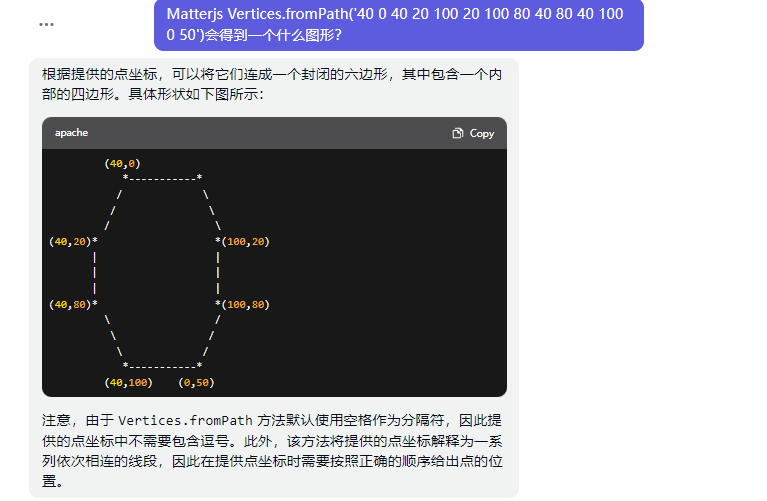 Matterjs Vertices.fromPath('40 0 40 20 100 20 100 80 40 80 40 100
0 50')会得到一个什么图形?
根据提供的点坐标，可以将它们连成一个封闭的六边形，其中包含一个内
部的四边形。具体形状如下图所示：
apache
Copy
(40,0)
*-----------*
/ \
/ \
/ \
(40,20)* *(100,20)
| |
| |
| |
(40,80)* *(100,80)
\ /
\ /
\ /
*-----------*
(40,100) (0,50)
注意，由于 Vertices.fromPath 方法默认使用空格作为分隔符，因此提
供的点坐标中不需要包含逗号。此外，该方法将提供的点坐标解释为一系
列依次相连的线段，因此在提供点坐标时需要按照正确的顺序给出点的位
置。